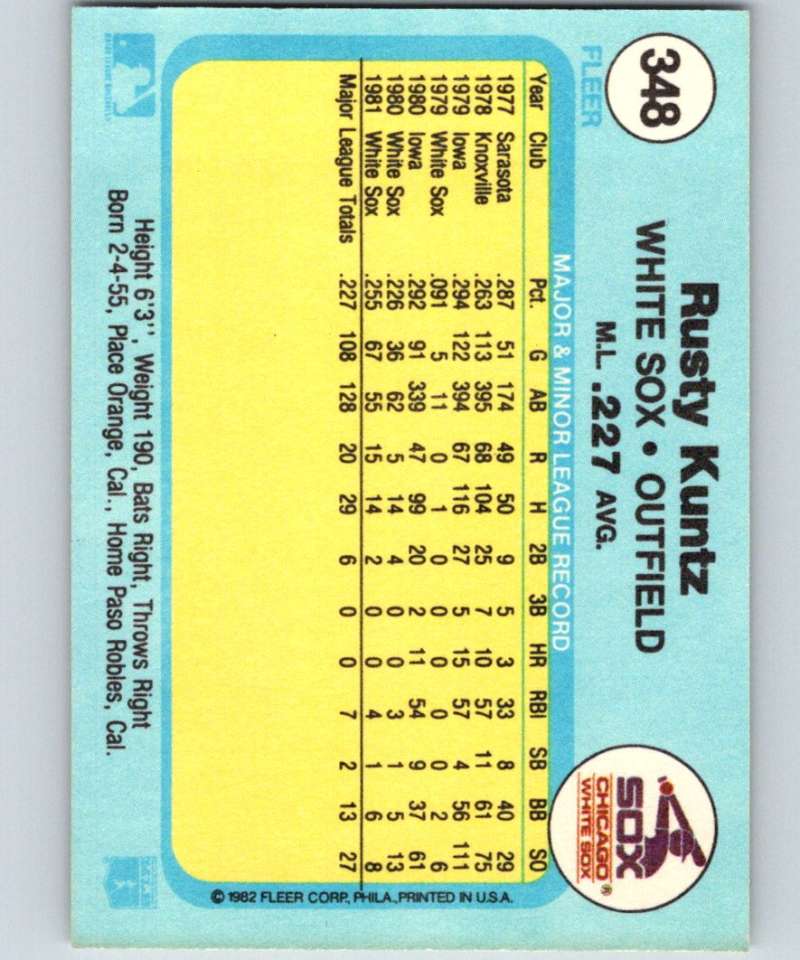 348
FLEER
Rusty Kuntz
WHITE SOX • OUTFIELD
M.L. .227 AVG.
SOX
CHICAGO ®
WHITE SOX
MAJOR & MINOR LEAGUE RECORD
Year Club Pct. G AB R H 2B 3B HR RBI SB BB SO
1977 Sarasota .287 51 174 49 50 9 5 3 33 8 40 29
1978 Knoxville .263 113 395 68 104 25 7 10 57 11 61 75
1979 Iowa .294 122 394 67 116 27 5 15 57 4 56 111
1979 White Sox .091 5 11 0 1 0 0 0 0 0 2 6
1980 Iowa .292 91 339 47 99 20 2 11 54 9 37 61
1980 White Sox .226 36 62 5 14 4 0 0 3 1 5 13
1981 White Sox .255 67 55 15 14 2 0 0 4 1 6 8
Major League Totals .227 108 128 20 29 6 0 0 7 2 13 27
Height 6'3", Weight 190, Bats Right, Throws Right
Born 2-4-55, Place Orange, Cal., Home Paso Robles, Cal.
© 1982 FLEER CORP., PHILA., PRINTED IN U.S.A.